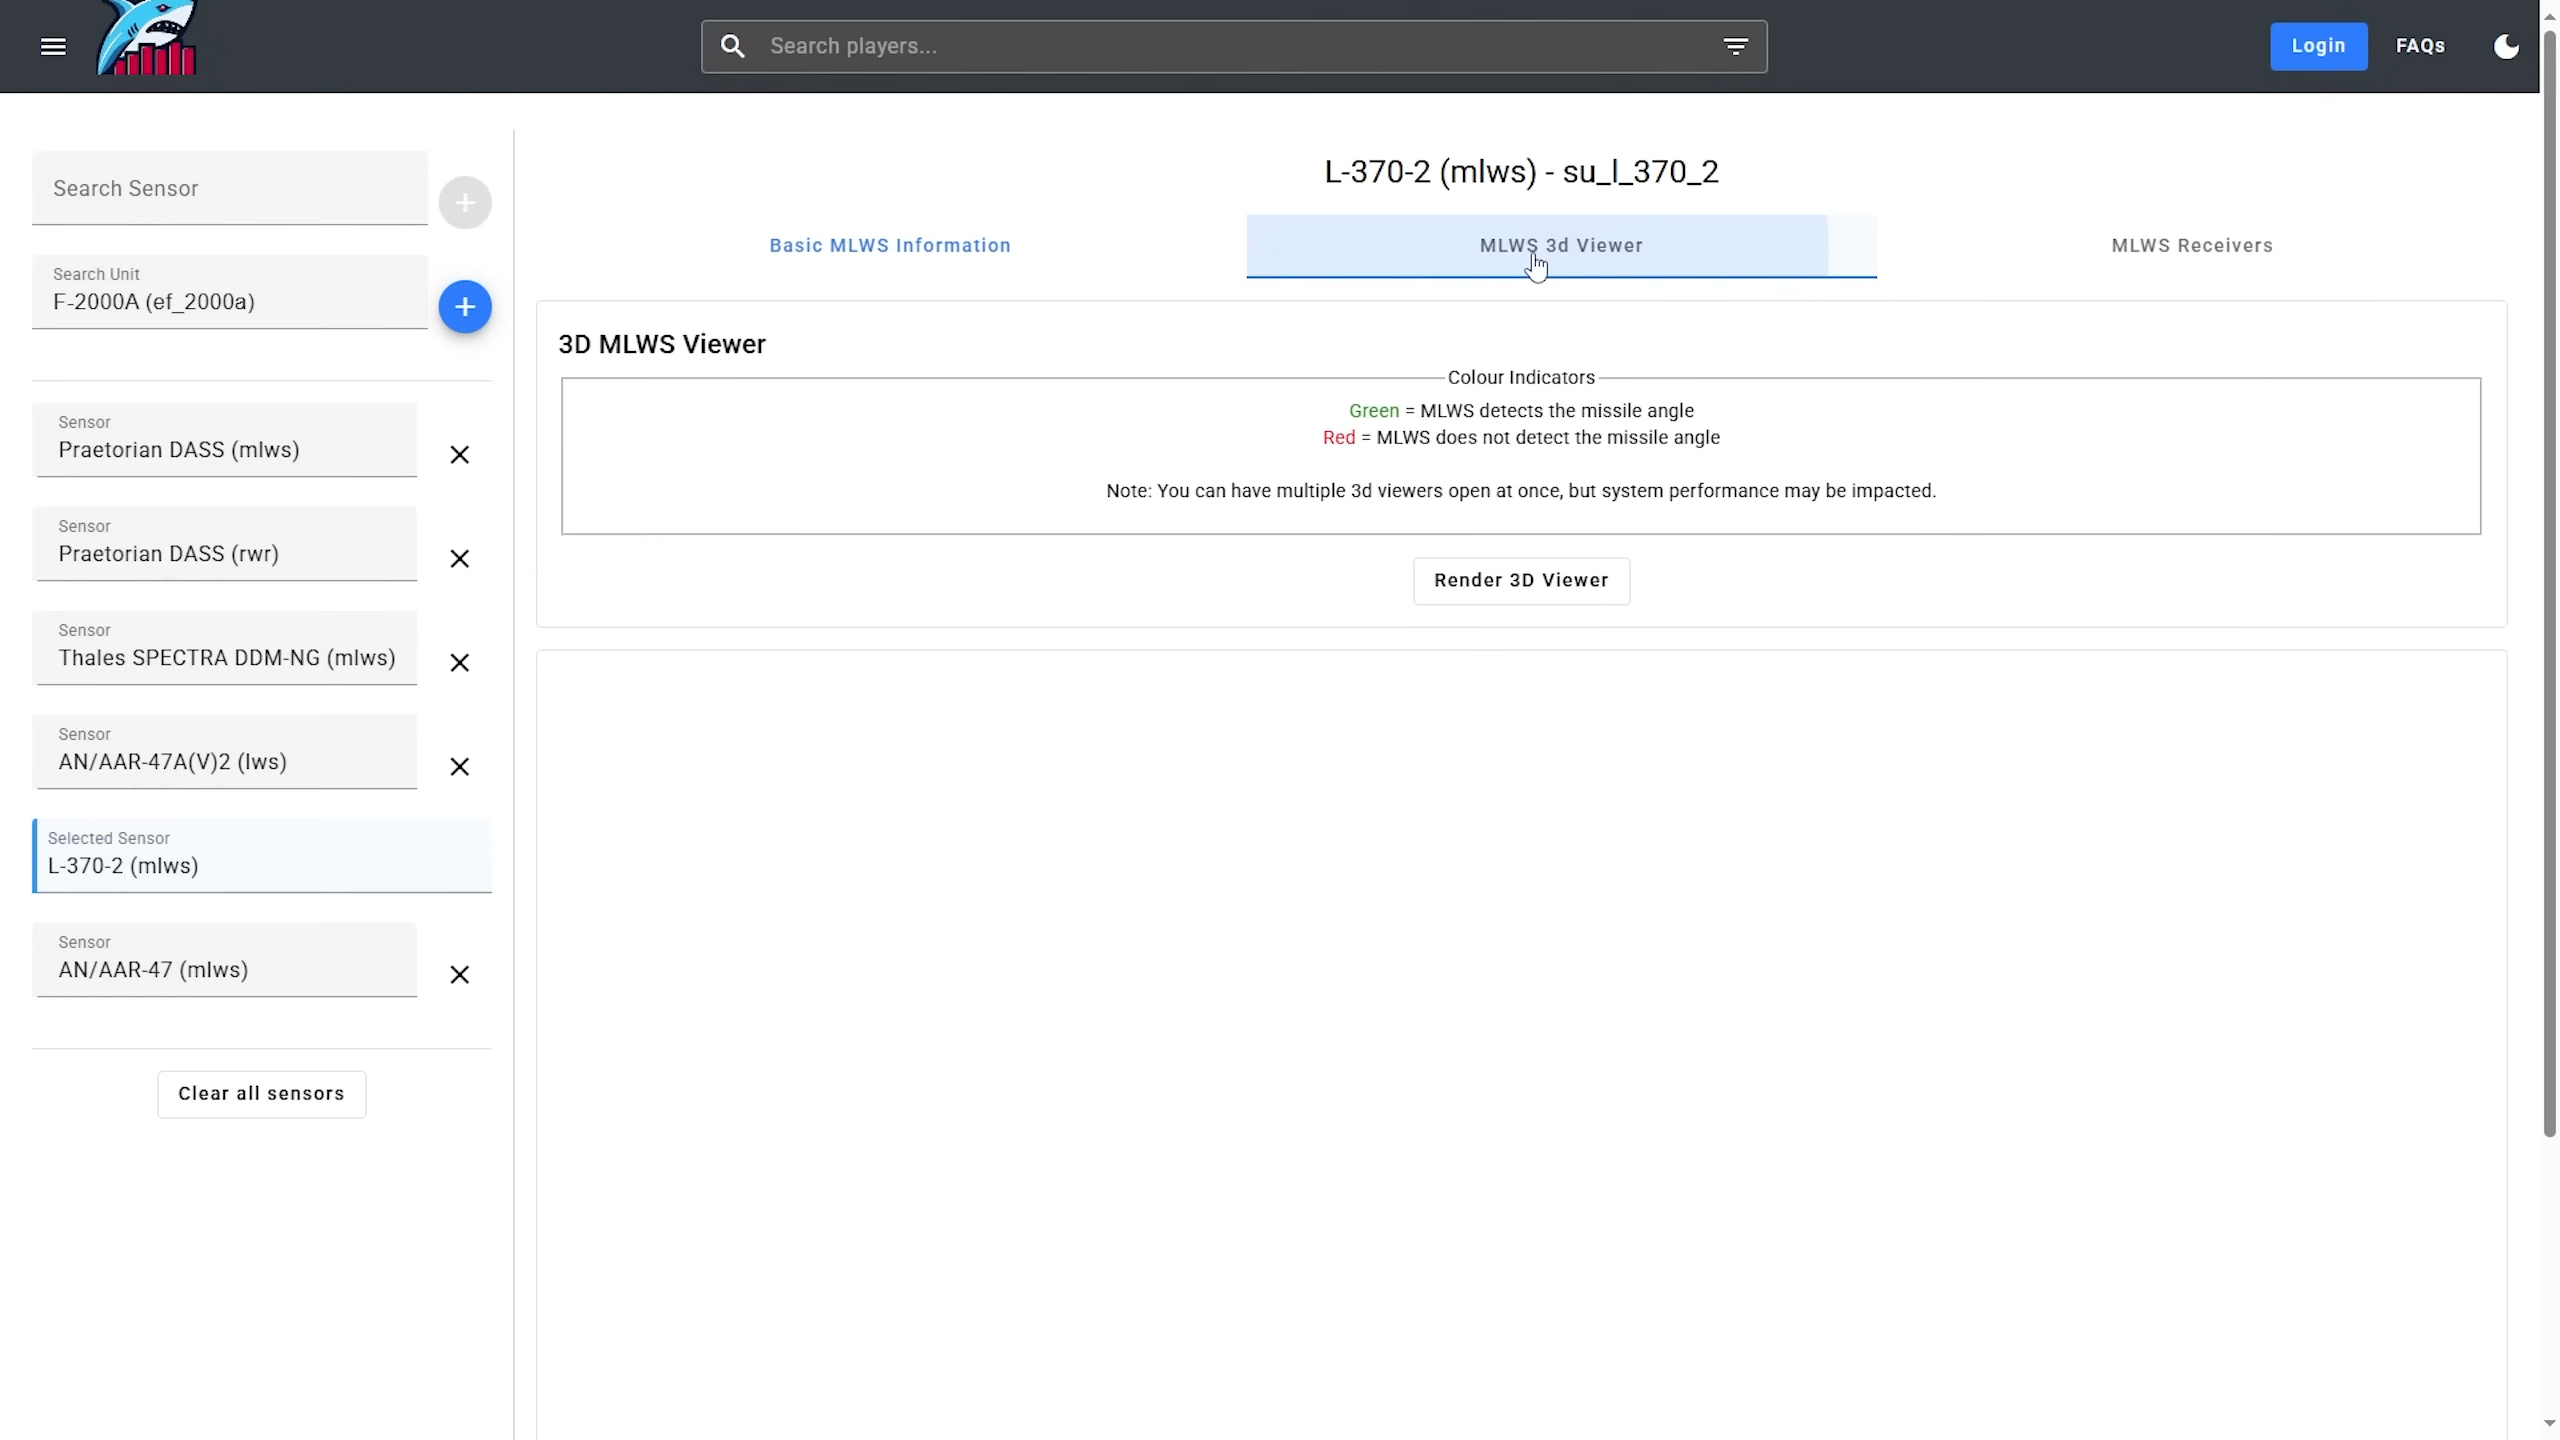 Search players...
Login
FAQs
Search Sensor
Search Unit
F-2000A (ef_2000a)
Sensor
Praetorian DASS (mlws)
Sensor
Praetorian DASS (rwr)
Sensor
Thales SPECTRA DDM-NG (mlws)
Sensor
AN/AAR-47A(V)2 (lws)
Selected Sensor
L-370-2 (mlws)
Sensor
AN/AAR-47 (mlws)
Clear all sensors
L-370-2 (mlws) - su_l_370_2
Basic MLWS Information
MLWS 3d Viewer
MLWS Receivers
3D MLWS Viewer
Colour Indicators
Green = MLWS detects the missile angle
Red = MLWS does not detect the missile angle
Note: You can have multiple 3d viewers open at once, but system performance may be impacted.
Render 3D Viewer